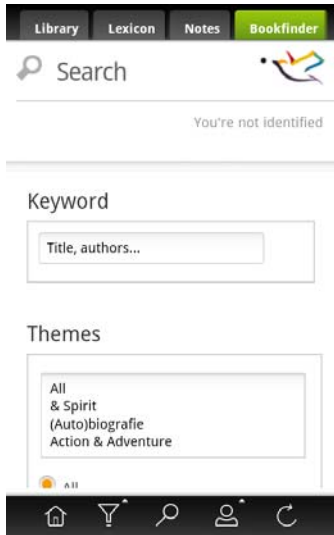 Library Lexicon Notes Bookfinder
Search
You're not identified
Keyword
Title, authors...
Themes
All
& Spirit
(Auto)biografie
Action & Adventure
All